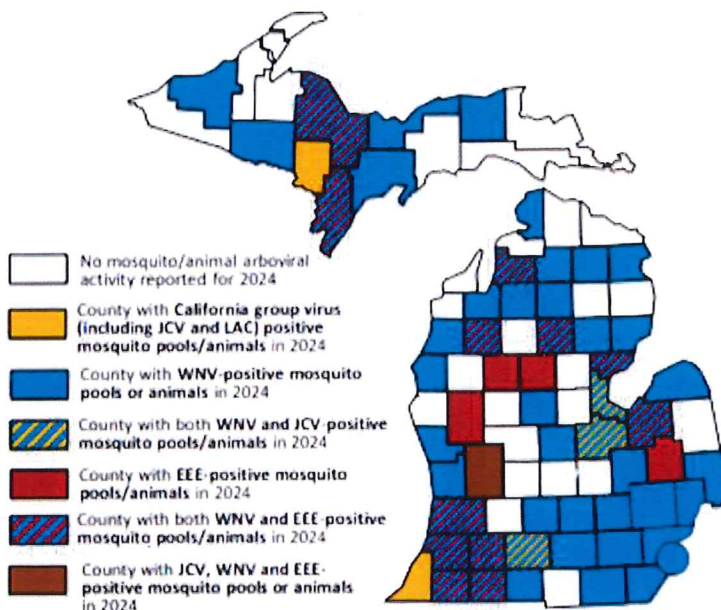 No mosquito/animal arboviral
activity reported for 2024
County with California group virus
(including JCV and LAC) positive
mosquito pools/animals in 2024
County with WNV-positive mosquito
pools or animals in 2024
County with both WNV and JCV-positive
mosquito pools/animals in 2024
County with EEE-positive mosquito
pools/animals in 2024
County with both WNV and EEE-positive
mosquito pools/animals in 2024
County with JCV, WNV and EEE-
positive mosquito pools or animals
in 2024